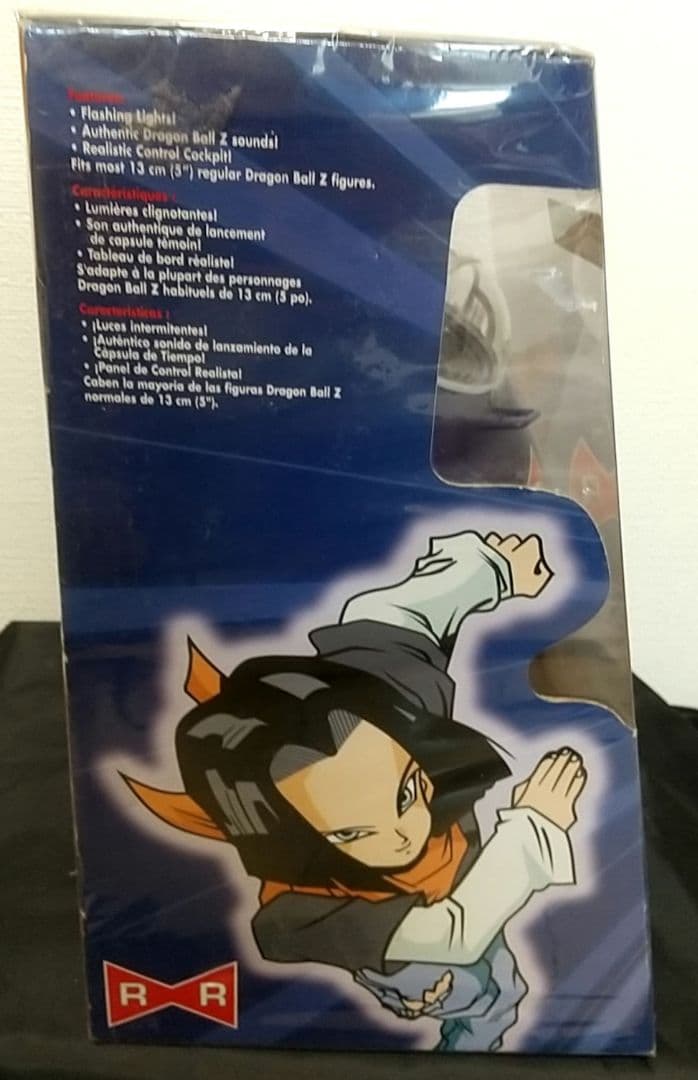 Features:
• Flashing Lights!
• Authentic Dragon Ball Z sounds!
• Realistic Control Cockpit!
Fits most 13 cm (5") regular Dragon Ball Z figures.
Caractéristiques :
• Lumières clignotantes!
• Son authentique de lancement
de capsule témoin!
• Tableau de bord réaliste!
S'adapte à la plupart des personnages
Dragon Ball Z habituels de 13 cm (5 po).
Características :
• ¡Luces intermitentes!
• ¡Auténtico sonido de lanzamiento de la
Cápsula de Tiempo!
• ¡Panel de Control Realista!
Caben la mayoría de las figuras Dragon Ball Z
normales de 13 cm (5").
R
R R